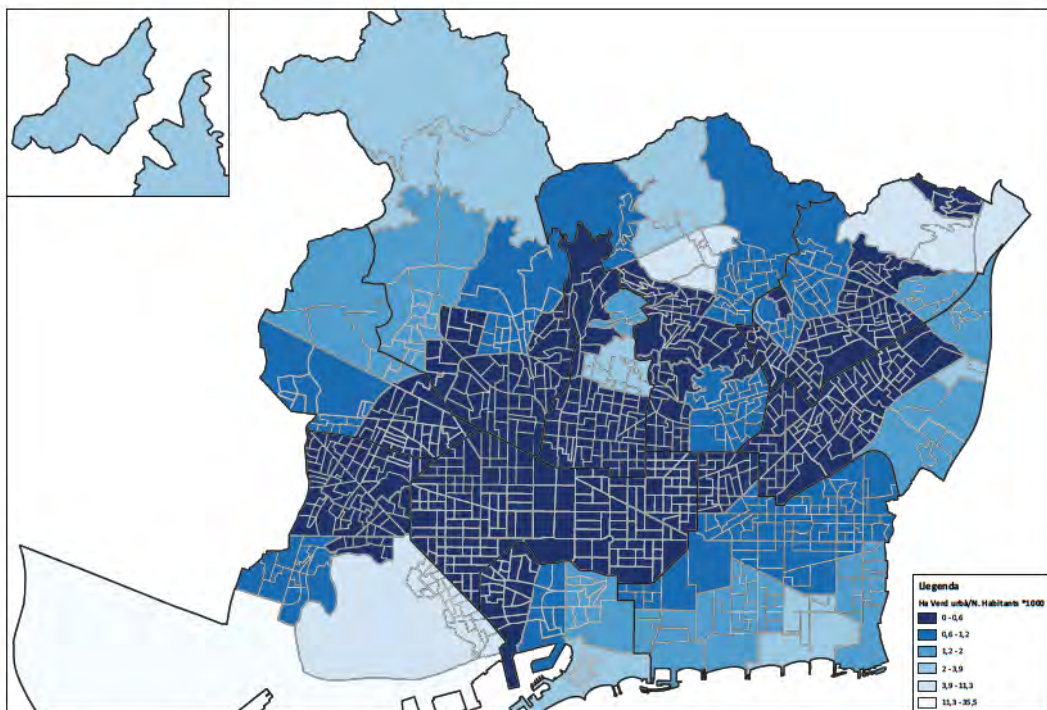 Llegenda
Ha Verd urbà/N. Habitants *1000
0 - 0,6
0,6 - 1,2
1,2 - 2
2 - 3,9
3,9 - 11,3
11,3 - 35,5